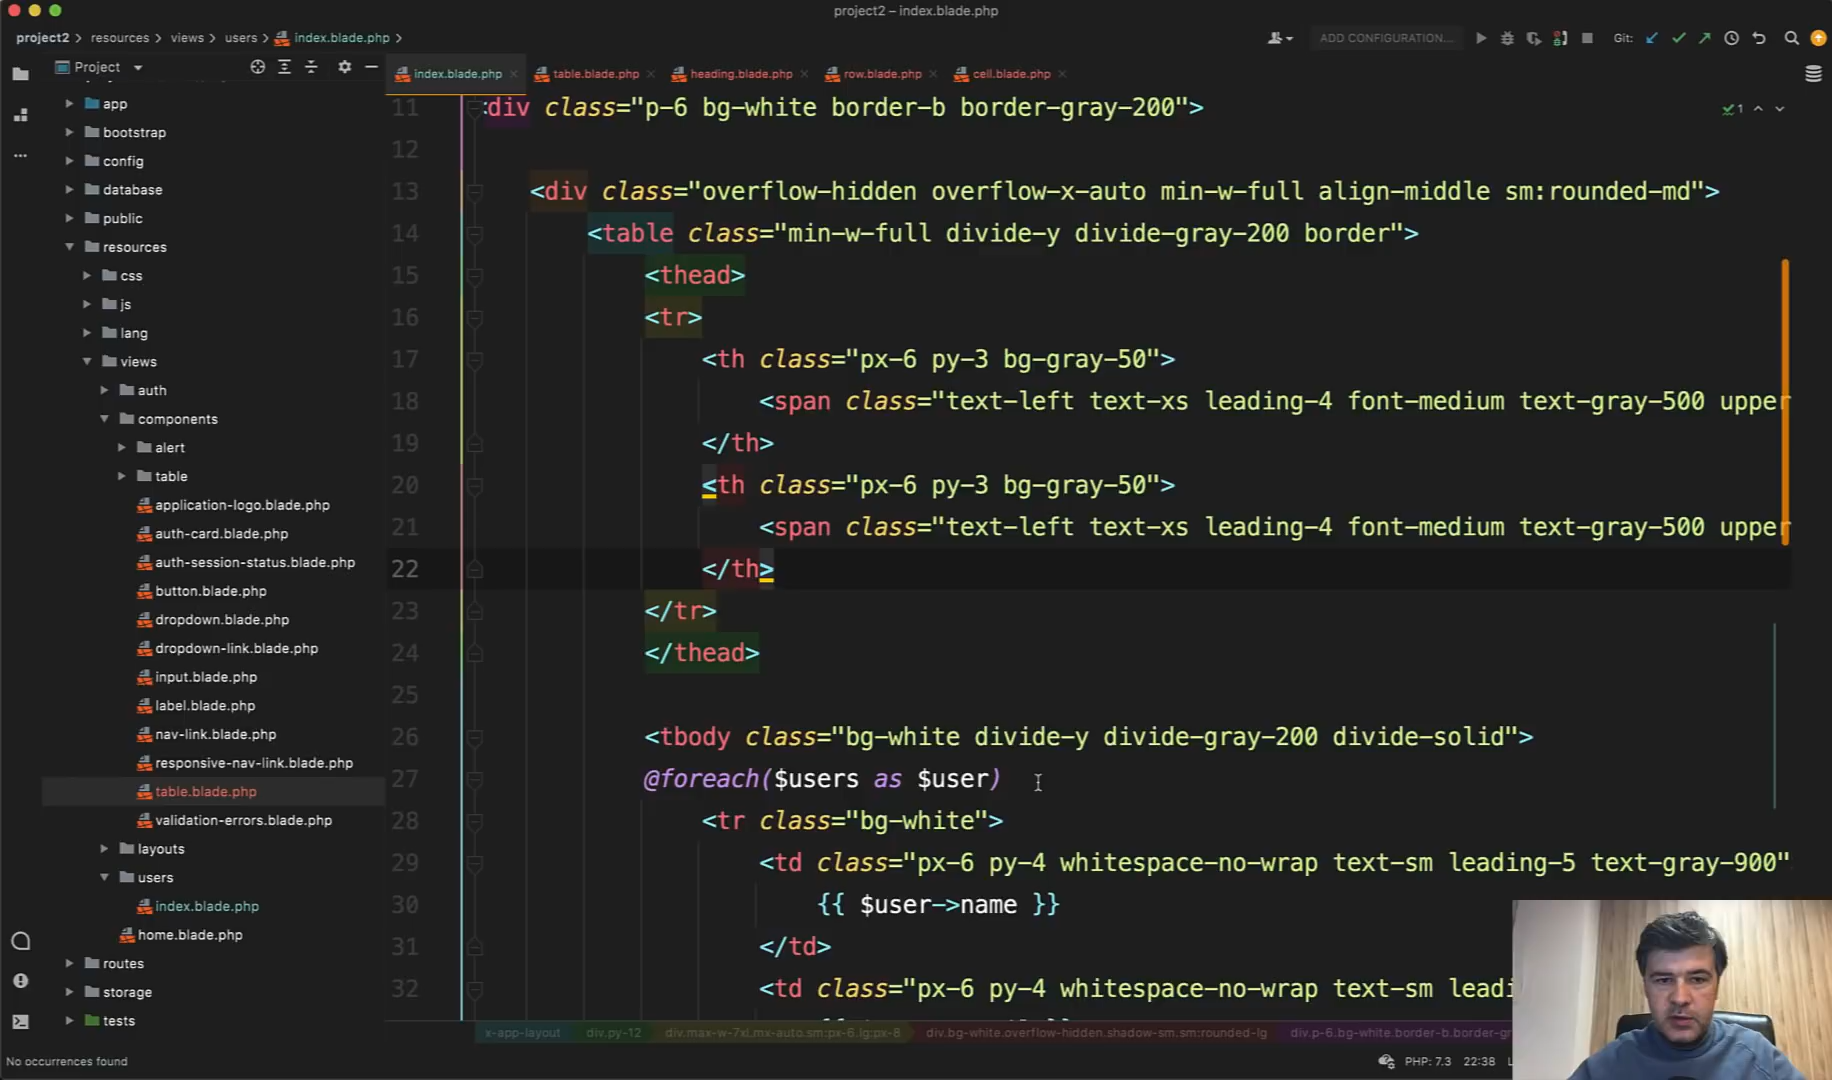 project2 – index.blade.php
project2 resources views users index.blade.php
ADD CONFIGURATION... Git:
Project
index.blade.php table.blade.php heading.blade.php row.blade.php cell.blade.php
app
bootstrap
config
database
public
resources
css
js
lang
views
auth
components
alert
table
application-logo.blade.php
auth-card.blade.php
auth-session-status.blade.php
button.blade.php
dropdown.blade.php
dropdown-link.blade.php
input.blade.php
label.blade.php
nav-link.blade.php
responsive-nav-link.blade.php
table.blade.php
validation-errors.blade.php
layouts
users
index.blade.php
home.blade.php
routes
storage
tests
1
11 <div class="p-6 bg-white border-b border-gray-200">
12
13 <div class="overflow-hidden overflow-x-auto min-w-full align-middle sm:rounded-md">
14 <table class="min-w-full divide-y divide-gray-200 border">
15 <thead>
16 <tr>
17 <th class="px-6 py-3 bg-gray-50">
18 <span class="text-left text-xs leading-4 font-medium text-gray-500 upper
19 </th>
20 <th class="px-6 py-3 bg-gray-50">
21 <span class="text-left text-xs leading-4 font-medium text-gray-500 upper
22 </th>
23 </tr>
24 </thead>
25
26 <tbody class="bg-white divide-y divide-gray-200 divide-solid">
27 @foreach($users as $user)
28 <tr class="bg-white">
29 <td class="px-6 py-4 whitespace-no-wrap text-sm leading-5 text-gray-900"
30 {{ $user->name }}
31 </td>
32 <td class="px-6 py-4 whitespace-no-wrap text-sm leadi
x-app-layout div.py-12 div.max-w-7xl.mx-auto.sm:px-6.lg:px-8 div.bg-white.overflow-hidden.shadow-sm.sm:rounded-lg div.p-6.bg-white.border-b.border-gr
No occurrences found
PHP: 7.3 22:38